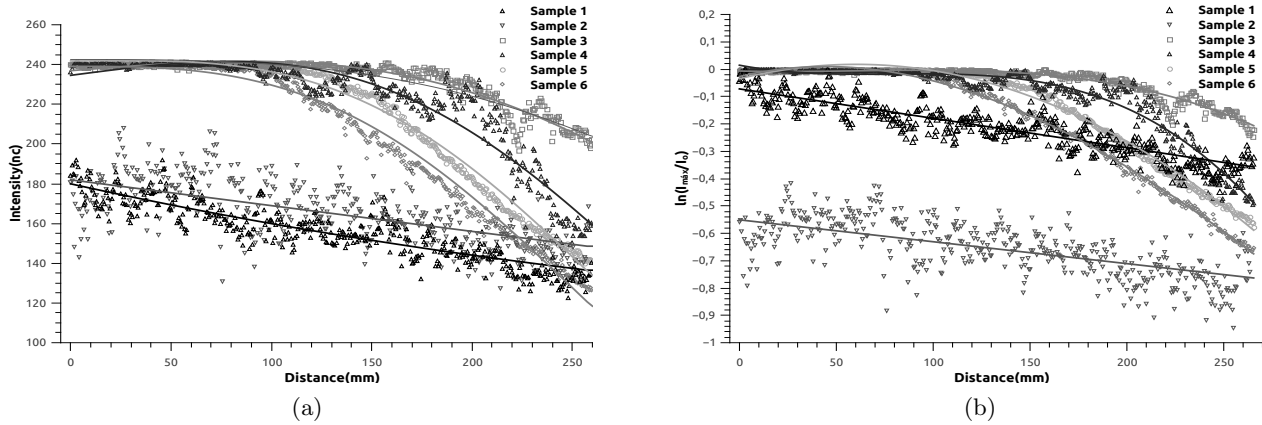 260
240
220
200
180
160
140
120
100
Intensity(nc)
0
50
100
150
200
250
Distance(mm)
Sample 1
Sample 2
Sample 3
Sample 4
Sample 5
Sample 6
(a)
0,2
0,1
0
−0,1
−0,2
−0,3
−0,4
−0,5
−0,6
−0,7
−0,8
−0,9
−1
ln(Imix/I0)
0
50
100
150
200
250
Distance(mm)
Sample 1
Sample 2
Sample 3
Sample 4
Sample 5
Sample 6
(b)